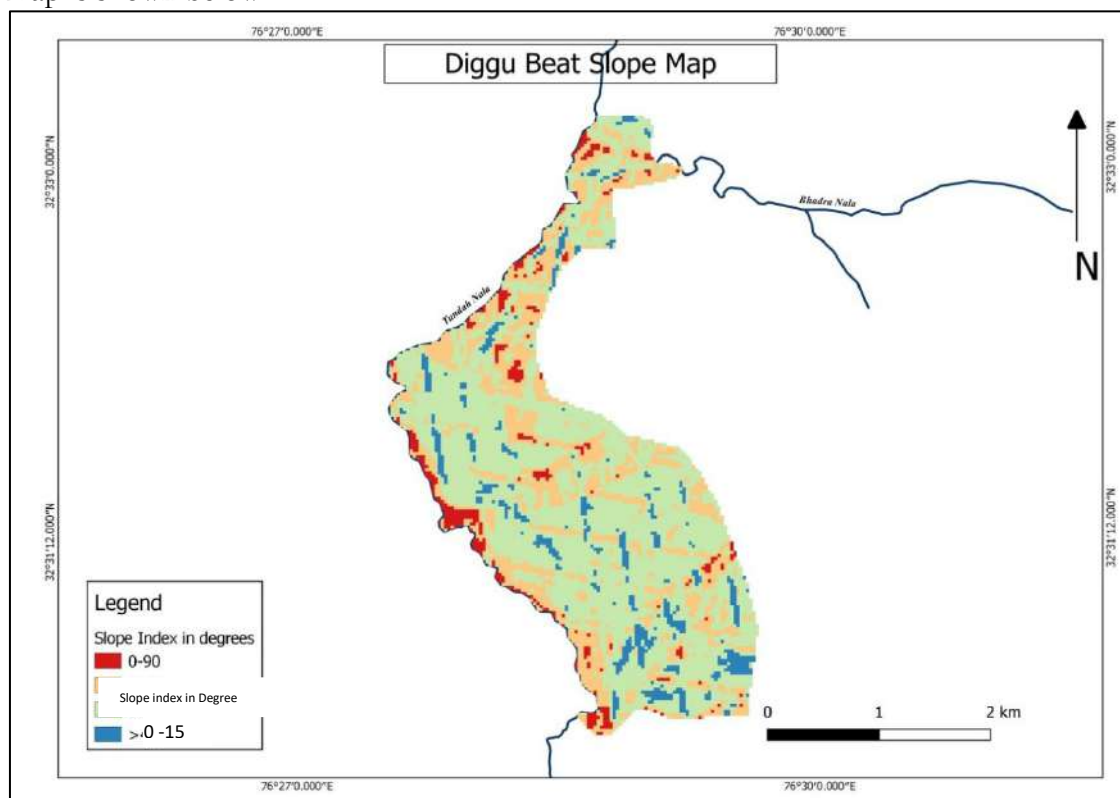 76°27'0.000"E
76°30'0.000"E
Diggu Beat Slope Map
32°33'0.000"N
32°33'0.000"N
Bhadra Nala
N
Tundah Nala
32°31'12.000"N
32°31'12.000"N
Legend
Slope Index in degrees
0-90
Slope index in Degree
>0 -15
0 1 2 km
76°27'0.000"E
76°30'0.000"E